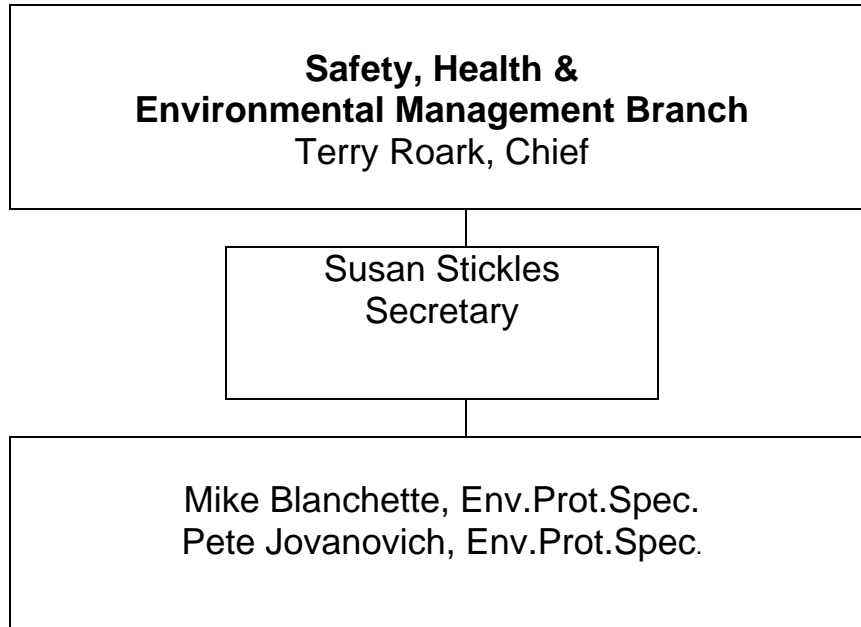 Safety, Health &
Environmental Management Branch
Terry Roark, Chief
Susan Stickles
Secretary
Mike Blanchette, Env.Prot.Spec.
Pete Jovanovich, Env.Prot.Spec.